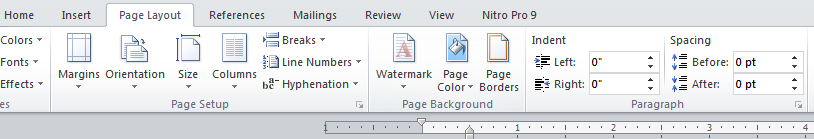 Home Insert Page Layout References Mailings Review View Nitro Pro 9
Colors
Fonts
Effects
es
Margins
Orientation
Size
Columns
Breaks
Line Numbers
Hyphenation
Page Setup
Watermark
Page Color
Page Borders
Page Background
Indent
Left: 0"
Right: 0"
Spacing
Before: 0 pt
After: 0 pt
Paragraph
1 1 2 3 4